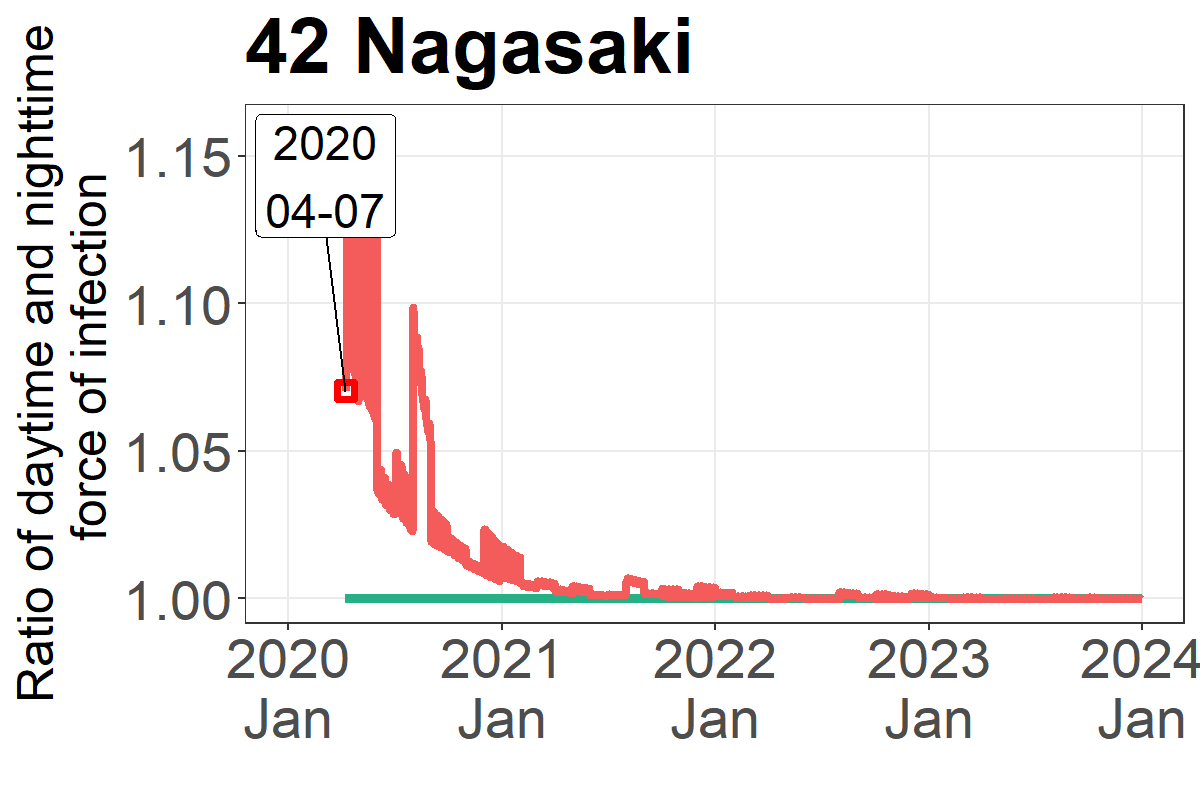 42 Nagasaki
Ratio of daytime and nighttime
force of infection
2020
04-07
1.15
1.10
1.05
1.00
2020 2021 2022 2023 2024
Jan Jan Jan Jan Jan